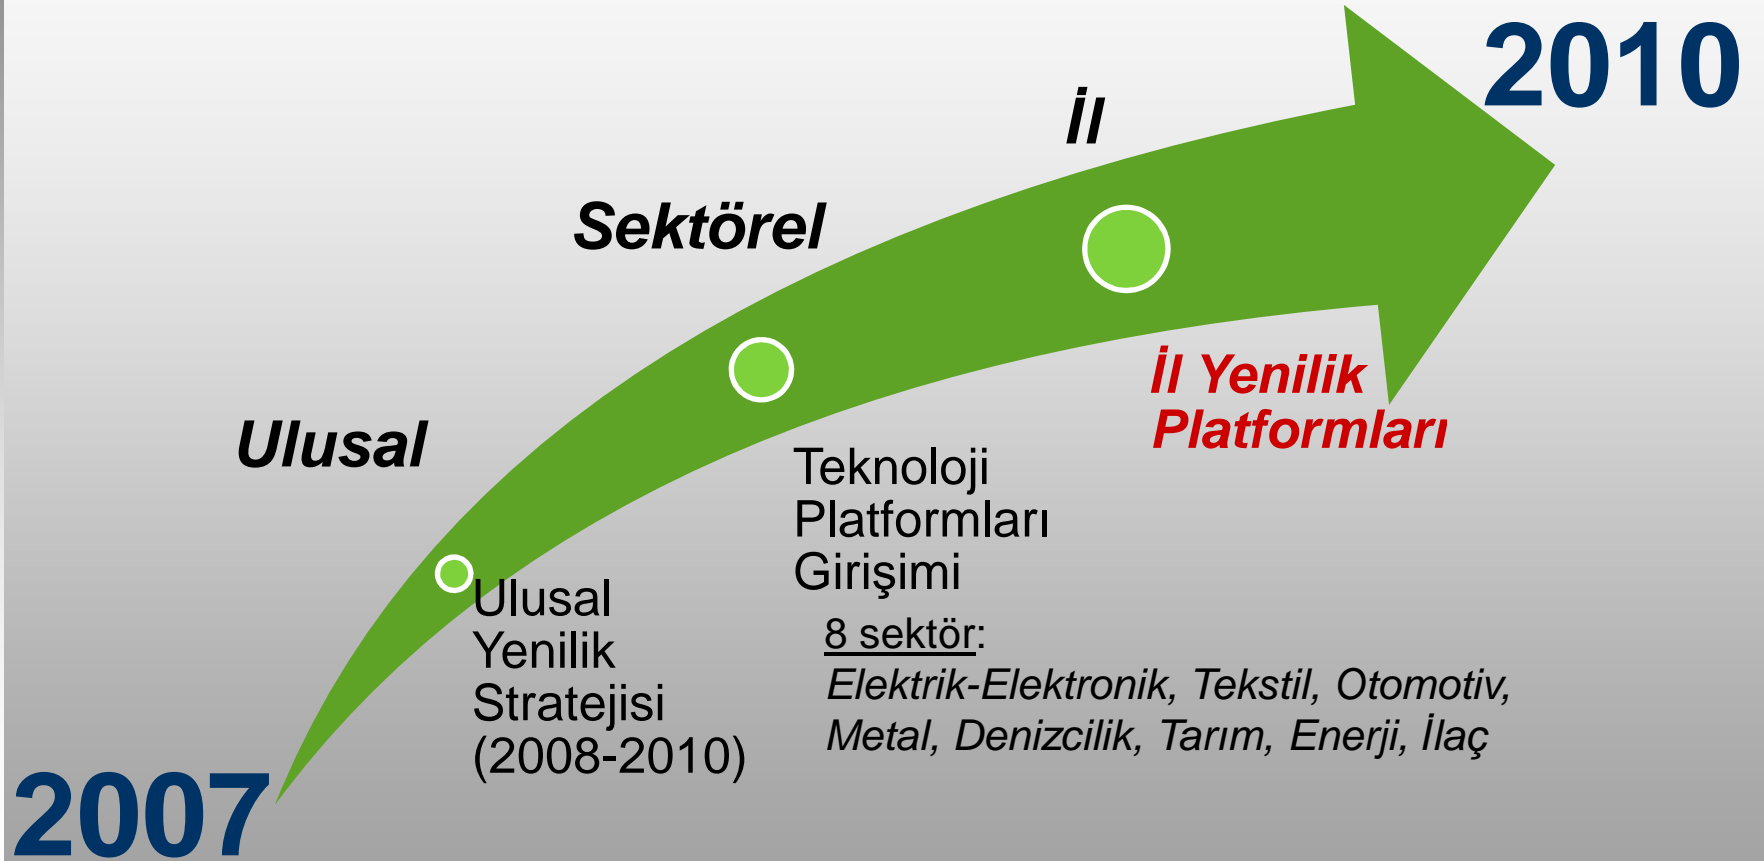 2010
İl
Sektörel
İl Yenilik
Platformları
Ulusal
Teknoloji
Platformları
Girişimi
8 sektör:
Elektrik-Elektronik, Tekstil, Otomotiv,
Metal, Denizcilik, Tarım, Enerji, İlaç
Ulusal
Yenilik
Stratejisi
(2008-2010)
2007